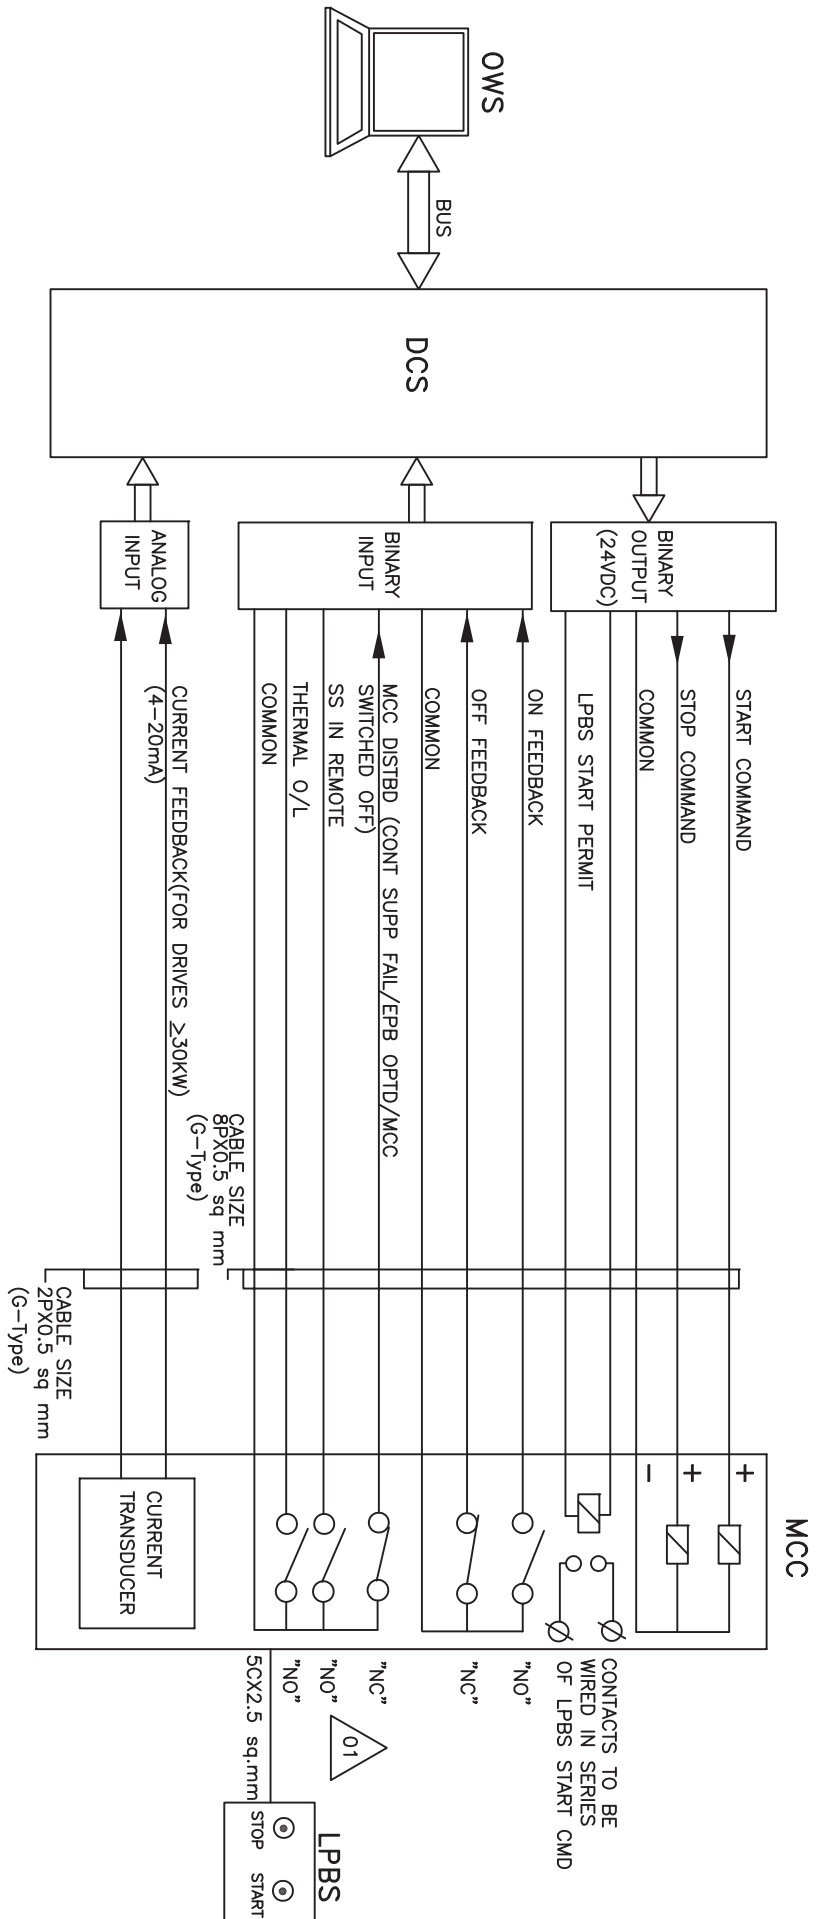 OWS
BUS
DCS
BINARY
OUTPUT
(24VDC)
BINARY
INPUT
ANALOG
INPUT
START COMMAND
STOP COMMAND
COMMON
LPBS START PERMIT
ON FEEDBACK
OFF FEEDBACK
COMMON
MCC DISTBD (CONT SUPP FAIL/EPB OPTD/MCC
SWITCHED OFF)
SS IN REMOTE
THERMAL O/L
COMMON
CURRENT FEEDBACK(FOR DRIVES ≥30KW)
(4-20mA)
CABLE SIZE
8PX0.5 sq mm
(G-Type)
CABLE SIZE
2PX0.5 sq mm
(G-Type)
MCC
+
+
-
CURRENT
TRANSDUCER
CONTACTS TO BE
WIRED IN SERIES
OF LPBS START CMD
"NO"
"NC"
"NC"
"NO"
"NO"
01
5CX2.5 sq.mm
LPBS
STOP
START